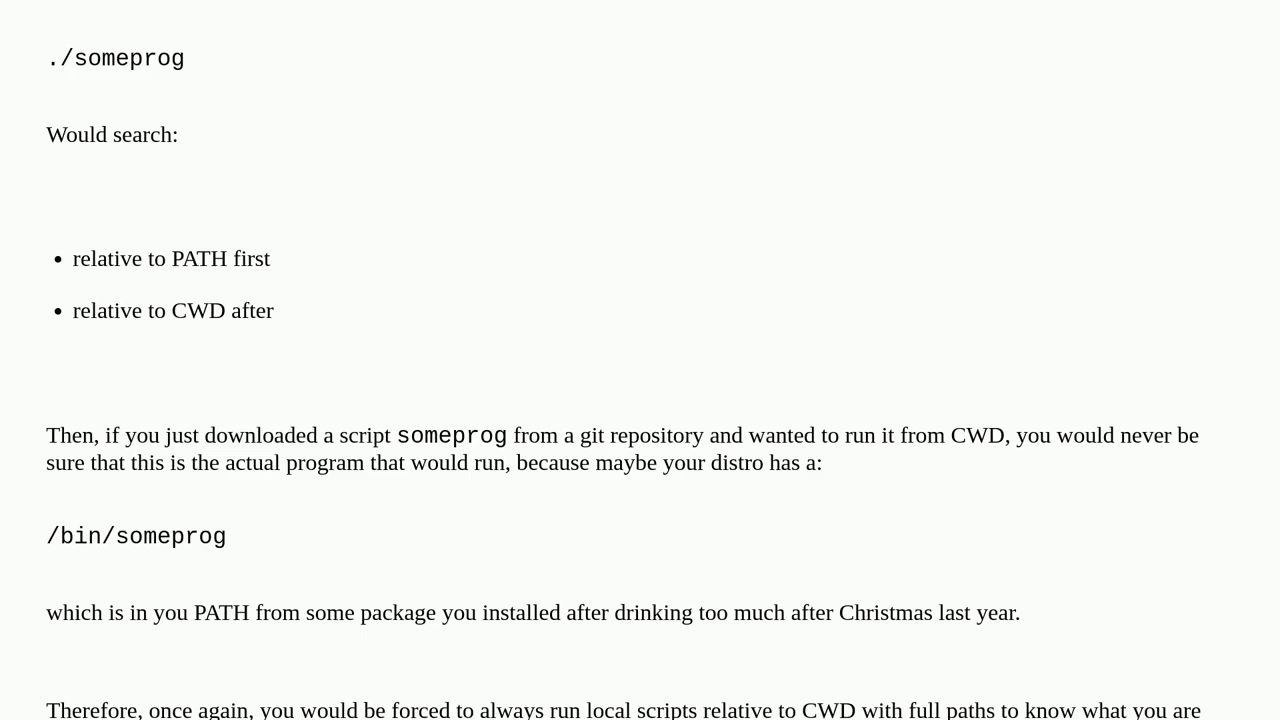 ./someprog
Would search:
• relative to PATH first
• relative to CWD after
Then, if you just downloaded a script someprog from a git repository and wanted to run it from CWD, you would never be
sure that this is the actual program that would run, because maybe your distro has a:
/bin/someprog
which is in you PATH from some package you installed after drinking too much after Christmas last year.
Therefore, once again, you would be forced to always run local scripts relative to CWD with full paths to know what you are